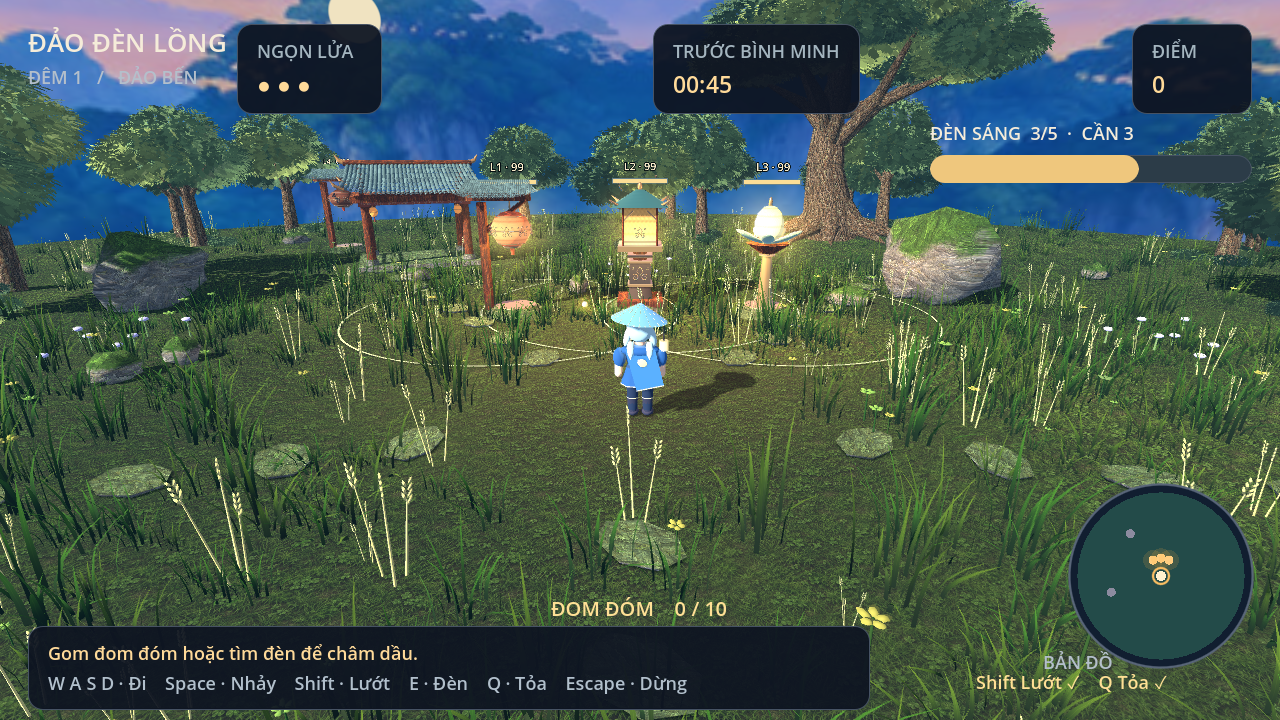 ĐẢO ĐÈN LỒNG
ĐÊM 1 / ĐẢO BẾN
NGỌN LỬA
TRƯỚC BÌNH MINH
00:45
ĐIỂM
0
ĐÈN SÁNG 3/5 · CẦN 3
L1 · 99
L2 · 99
L3 · 99
ĐOM ĐÓM 0 / 10
Gom đom đóm hoặc tìm đèn để châm dầu.
W A S D · Đi Space · Nhảy Shift · Lướt E · Đèn Q · Tỏa Escape · Dừng
BẢN ĐỒ
Shift Lướt ✓ Q Tỏa ✓